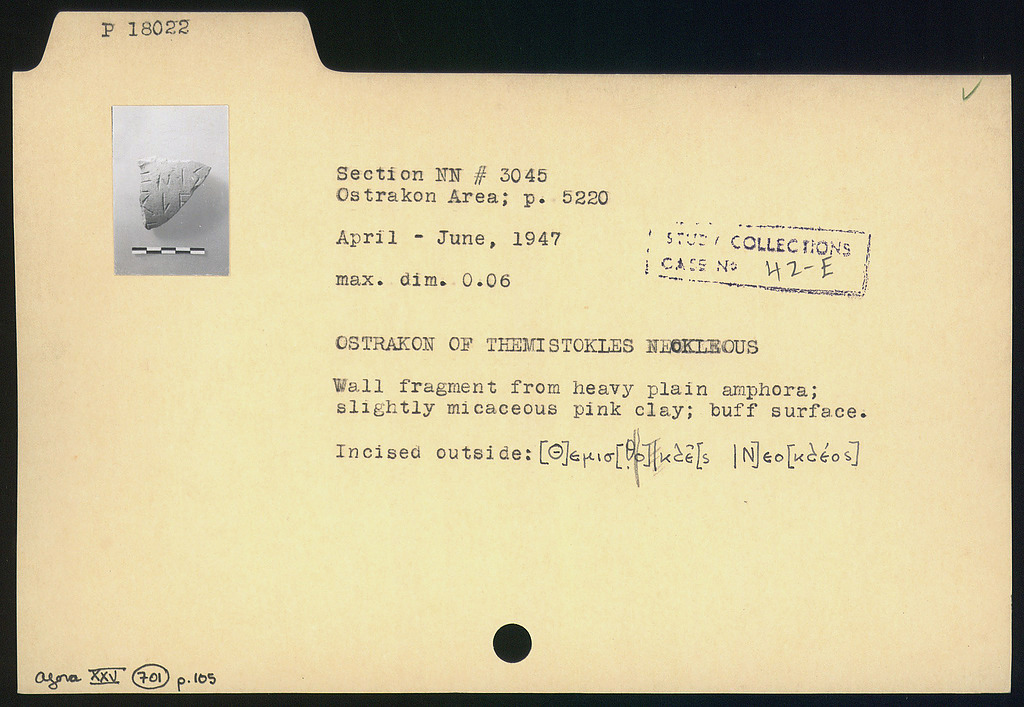 P 18022
Section NN # 3045
Ostrakon Area; p. 5220
April - June, 1947
max. dim. 0.06
STUDY COLLECTIONS
CASE No 42-E
OSTRAKON OF THEMISTOKLES NEOKLEOUS
Wall fragment from heavy plain amphora;
slightly micaceous pink clay; buff surface.
Incised outside: [Θ]εμισ[θο]|κλε͂[ς |Ν]εο[κλέος]
Agora XXV 701 p. 105